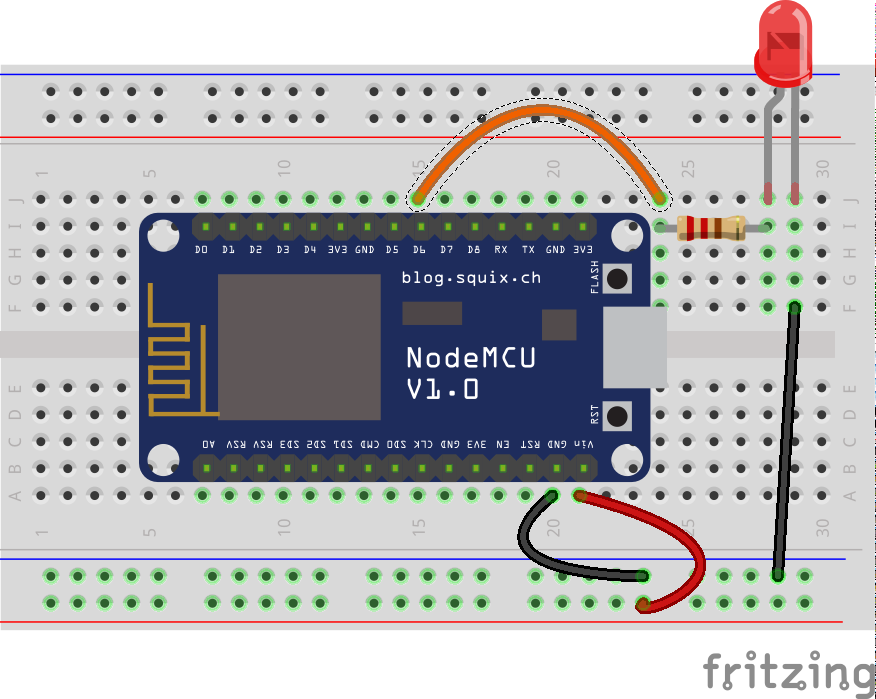 1 5 10 15 20 25 30
J J
I I
H H
G G
F F
D0 D1 D2 D3 D4 3V3 GND D5 D6 D7 D8 RX TX GND 3V3
blog.squix.ch
FLASH
NodeMCU
V1.0
RST
E E
D D
C C
B B
A A
A0 RSV RSV SD3 SD2 SD1 CMD SD0 CLK GND 3V3 EN RST GND Vin
1 5 10 15 20 25 30
fritzing